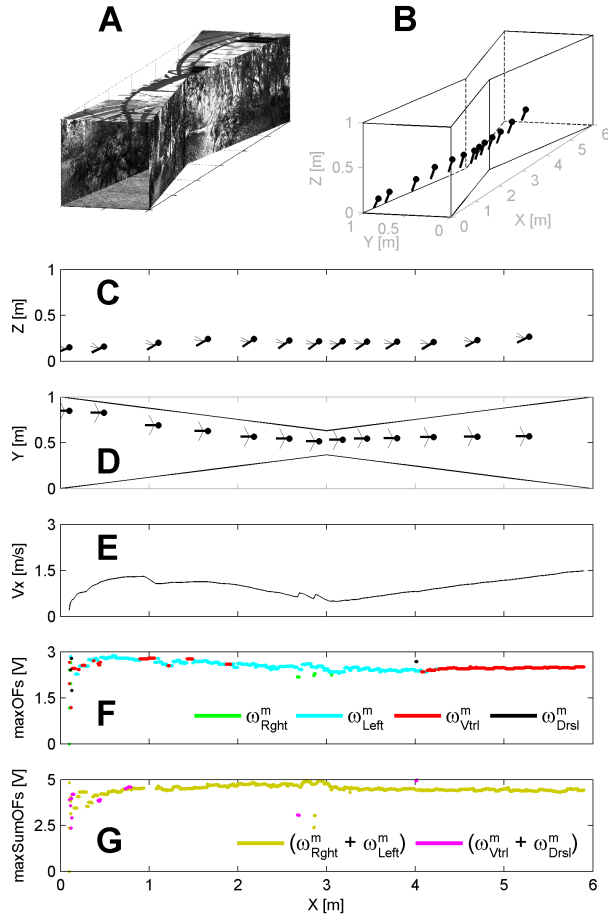 A
B
1
0.5
0
Z [m]
1
0.5
0
Y [m]
0
1
2
3
4
5
6
X [m]
C
1
0.5
0
Z [m]
D
1
0.5
0
Y [m]
E
3
1.5
0
Vx [m/s]
F
3
1.5
0
maxOFs [V]
ω^m_Rght
ω^m_Left
ω^m_Vtrl
ω^m_Drsl
G
5
2.5
0
maxSumOFs [V]
(ω^m_Rght + ω^m_Left)
(ω^m_Vtrl + ω^m_Drsl)
0 1 2 3 4 5 6
X [m]